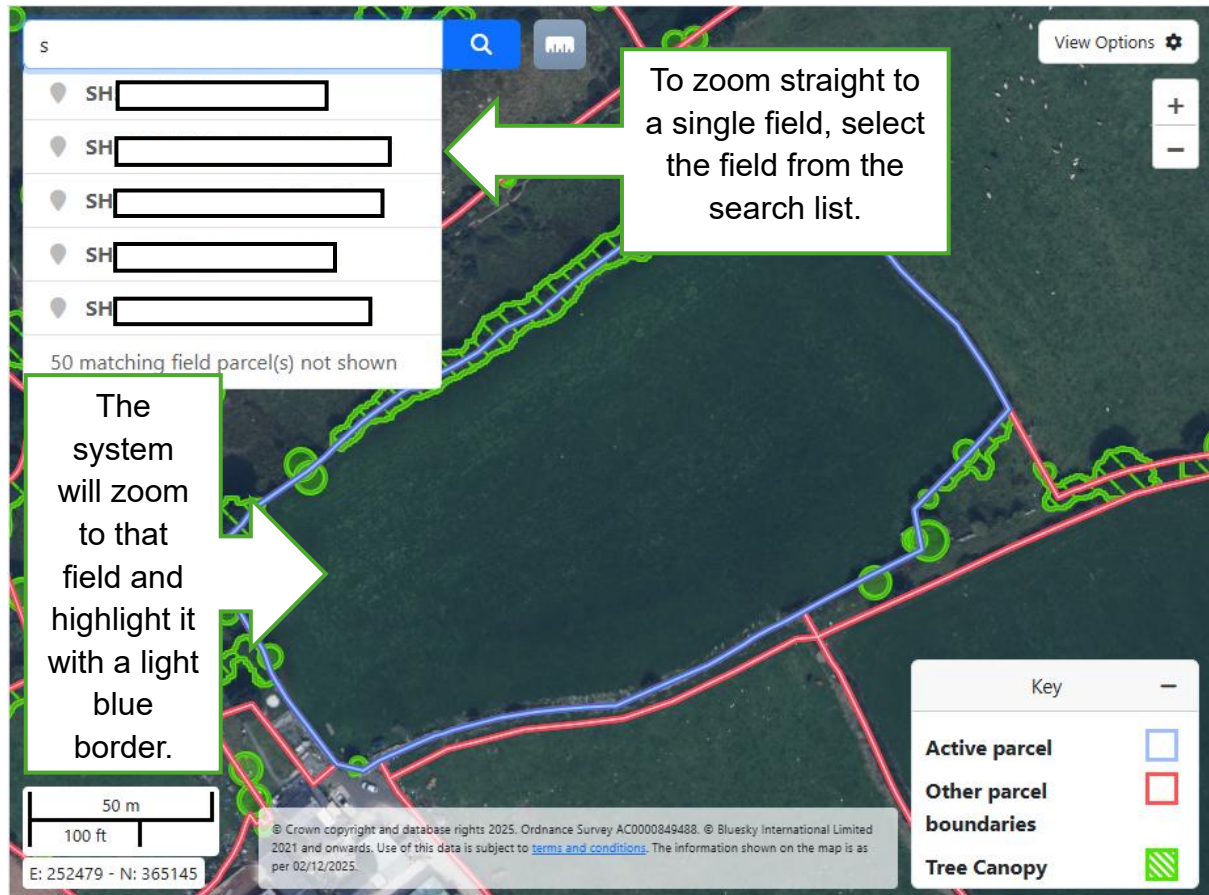 s
View Options
SH
SH
SH
SH
SH
50 matching field parcel(s) not shown
To zoom straight to
a single field, select
the field from the
search list.
+
−
The
system
will zoom
to that
field and
highlight it
with a light
blue
border.
Key −
Active parcel
Other parcel
boundaries
Tree Canopy
50 m
100 ft
E: 252479 - N: 365145
© Crown copyright and database rights 2025. Ordnance Survey AC0000849488. © Bluesky International Limited
2021 and onwards. Use of this data is subject to terms and conditions. The information shown on the map is as
per 02/12/2025.